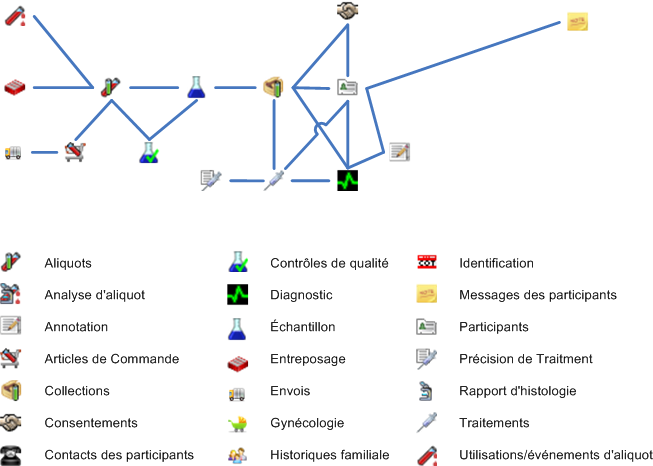 Aliquots
Contrôles de qualité
Identification
Analyse d'aliquot
Diagnostic
Messages des participants
Annotation
Échantillon
Participants
Articles de Commande
Entreposage
Précision de Traitment
Collections
Envois
Rapport d'histologie
Consentements
Gynécologie
Traitements
Contacts des participants
Historiques familiale
Utilisations/événements d'aliquot